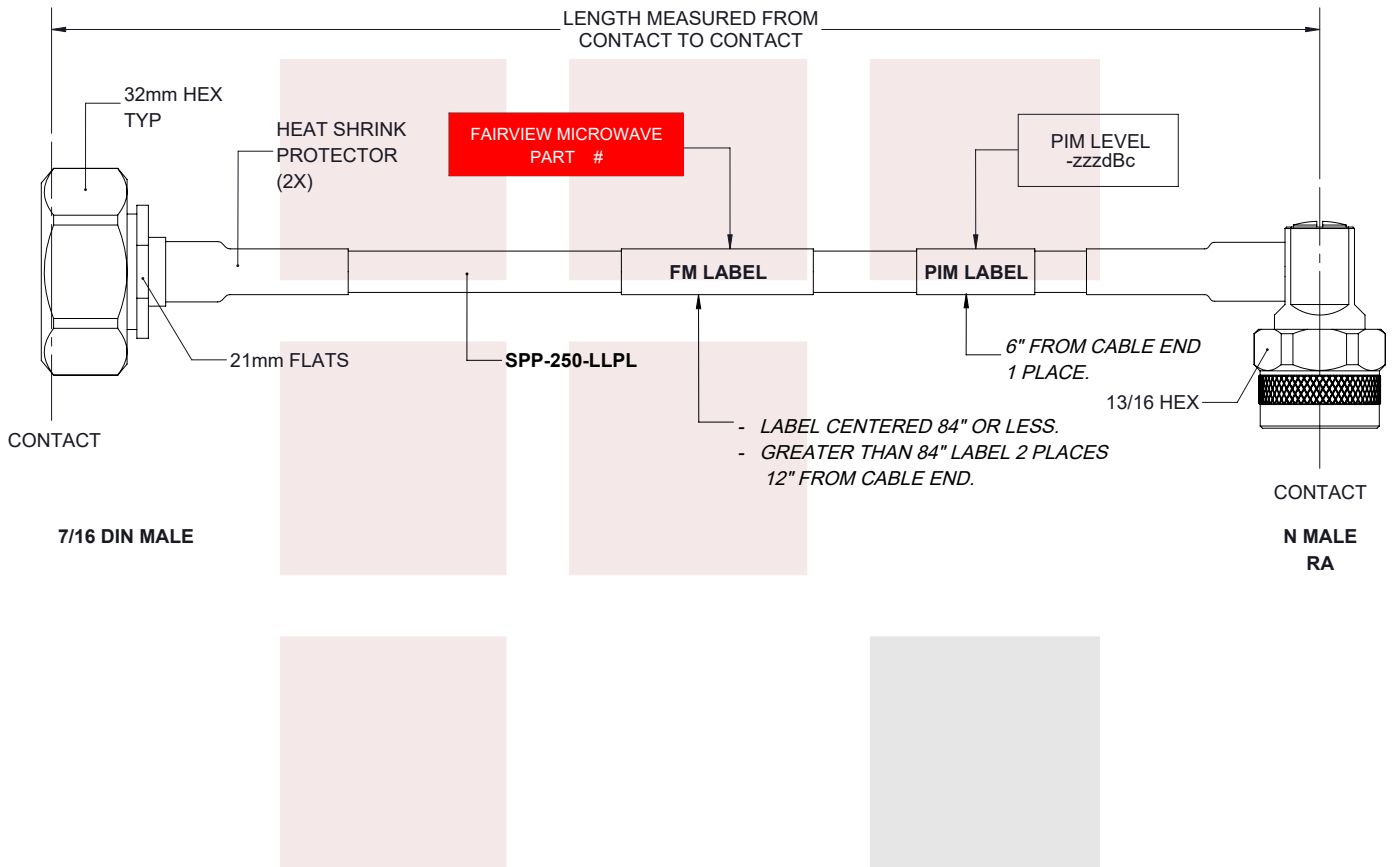 LENGTH MEASURED FROM
CONTACT TO CONTACT
32mm HEX
TYP
HEAT SHRINK
PROTECTOR
(2X)
FAIRVIEW MICROWAVE
PART #
PIM LEVEL
-zzzdBc
FM LABEL
PIM LABEL
21mm FLATS
SPP-250-LLPL
6" FROM CABLE END
1 PLACE.
13/16 HEX
CONTACT
- LABEL CENTERED 84" OR LESS.
- GREATER THAN 84" LABEL 2 PLACES
12" FROM CABLE END.
CONTACT
7/16 DIN MALE
N MALE
RA